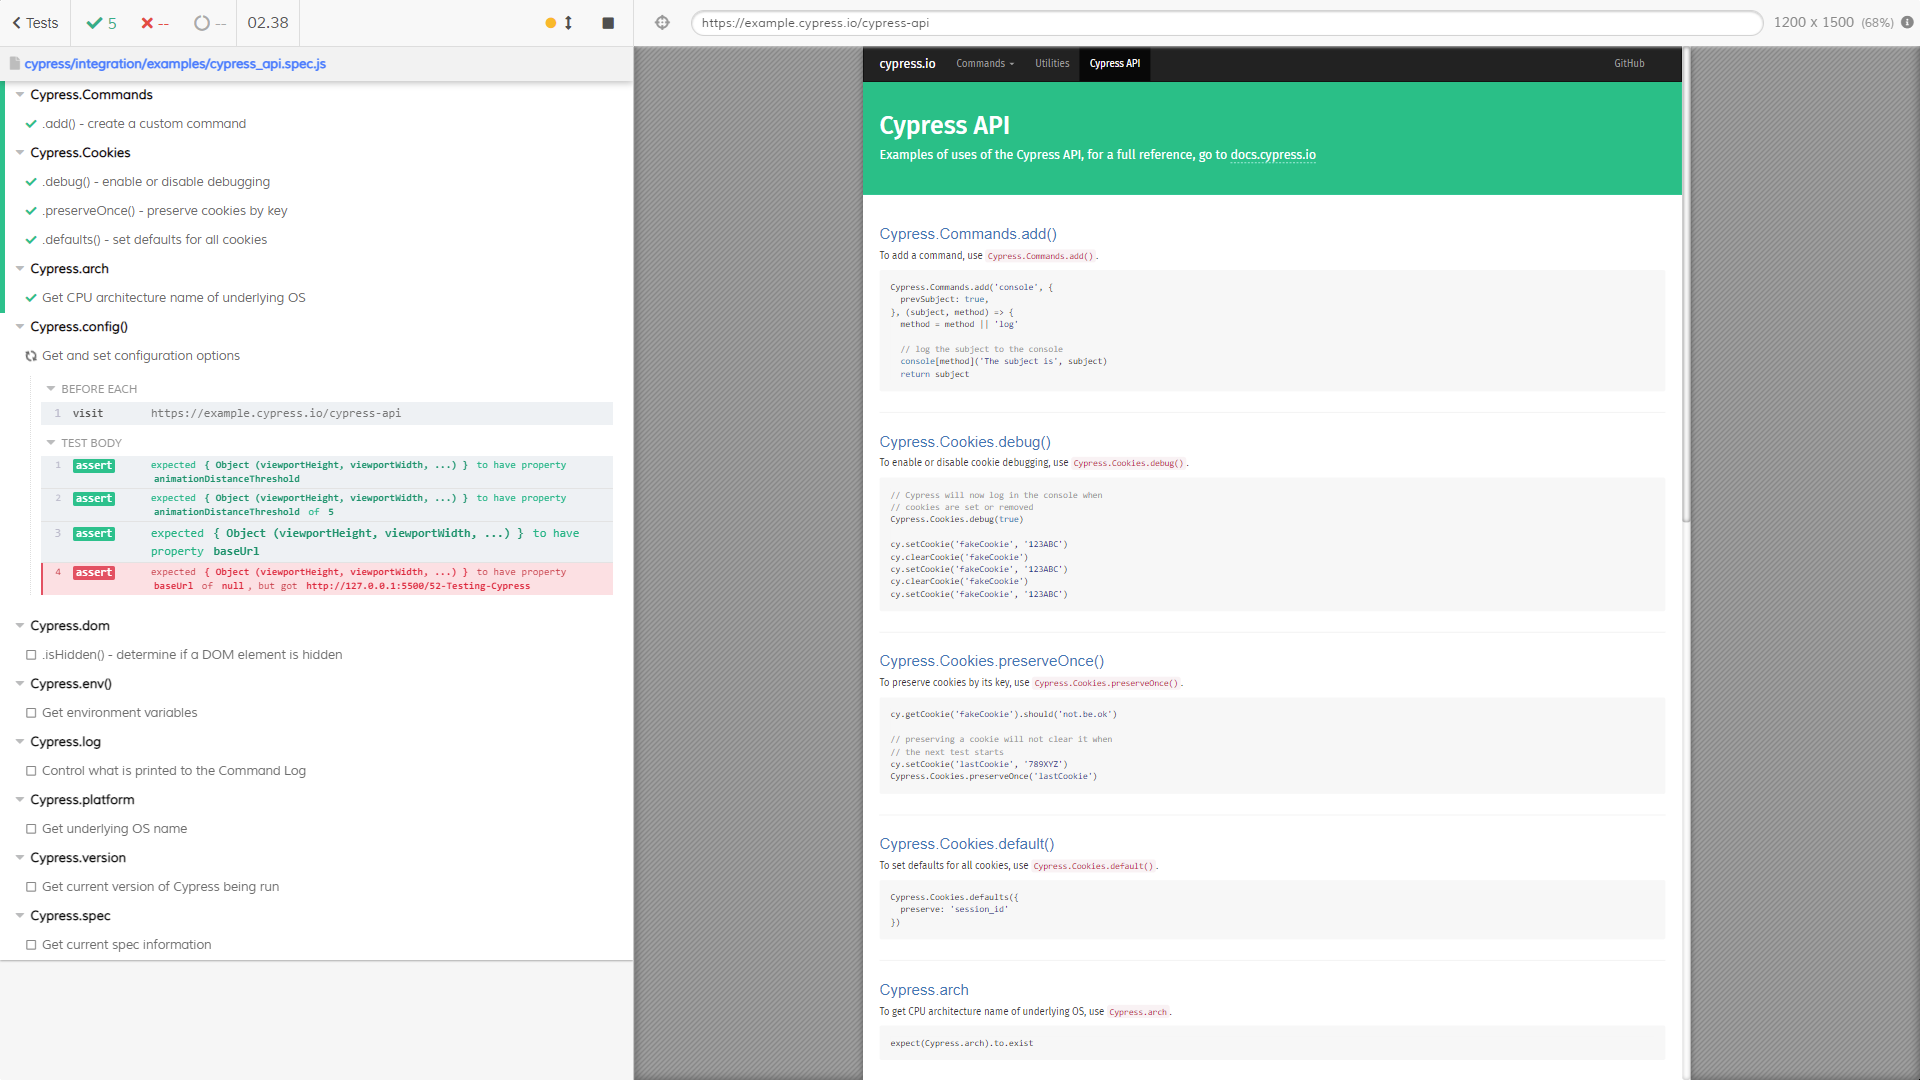 Tests
5
--
--
02.38
cypress/integration/examples/cypress_api.spec.js
Cypress.Commands
.add() - create a custom command
Cypress.Cookies
.debug() - enable or disable debugging
.preserveOnce() - preserve cookies by key
.defaults() - set defaults for all cookies
Cypress.arch
Get CPU architecture name of underlying OS
Cypress.config()
Get and set configuration options
BEFORE EACH
1 visit https://example.cypress.io/cypress-api
TEST BODY
1 assert expected { Object (viewportHeight, viewportWidth, ...) } to have property
animationDistanceThreshold
2 assert expected { Object (viewportHeight, viewportWidth, ...) } to have property
animationDistanceThreshold of 5
3 assert expected { Object (viewportHeight, viewportWidth, ...) } to have
property baseUrl
4 assert expected { Object (viewportHeight, viewportWidth, ...) } to have property
baseUrl of null, but got http://127.0.0.1:5500/52-Testing-Cypress
Cypress.dom
.isHidden() - determine if a DOM element is hidden
Cypress.env()
Get environment variables
Cypress.log
Control what is printed to the Command Log
Cypress.platform
Get underlying OS name
Cypress.version
Get current version of Cypress being run
Cypress.spec
Get current spec information
https://example.cypress.io/cypress-api
1200 x 1500 (68%)
cypress.io Commands Utilities Cypress API GitHub
Cypress API
Examples of uses of the Cypress API, for a full reference, go to docs.cypress.io
Cypress.Commands.add()
To add a command, use Cypress.Commands.add().
Cypress.Commands.add('console', {
prevSubject: true,
}, (subject, method) => {
method = method || 'log'
// log the subject to the console
console[method]('The subject is', subject)
return subject
Cypress.Cookies.debug()
To enable or disable cookie debugging, use Cypress.Cookies.debug().
// Cypress will now log in the console when
// cookies are set or removed
Cypress.Cookies.debug(true)
cy.setCookie('fakeCookie', '123ABC')
cy.clearCookie('fakeCookie')
cy.setCookie('fakeCookie', '123ABC')
cy.clearCookie('fakeCookie')
cy.setCookie('fakeCookie', '123ABC')
Cypress.Cookies.preserveOnce()
To preserve cookies by its key, use Cypress.Cookies.preserveOnce().
cy.getCookie('fakeCookie').should('not.be.ok')
// preserving a cookie will not clear it when
// the next test starts
cy.setCookie('lastCookie', '789XYZ')
Cypress.Cookies.preserveOnce('lastCookie')
Cypress.Cookies.default()
To set defaults for all cookies, use Cypress.Cookies.default().
Cypress.Cookies.defaults({
preserve: 'session_id'
})
Cypress.arch
To get CPU architecture name of underlying OS, use Cypress.arch.
expect(Cypress.arch).to.exist